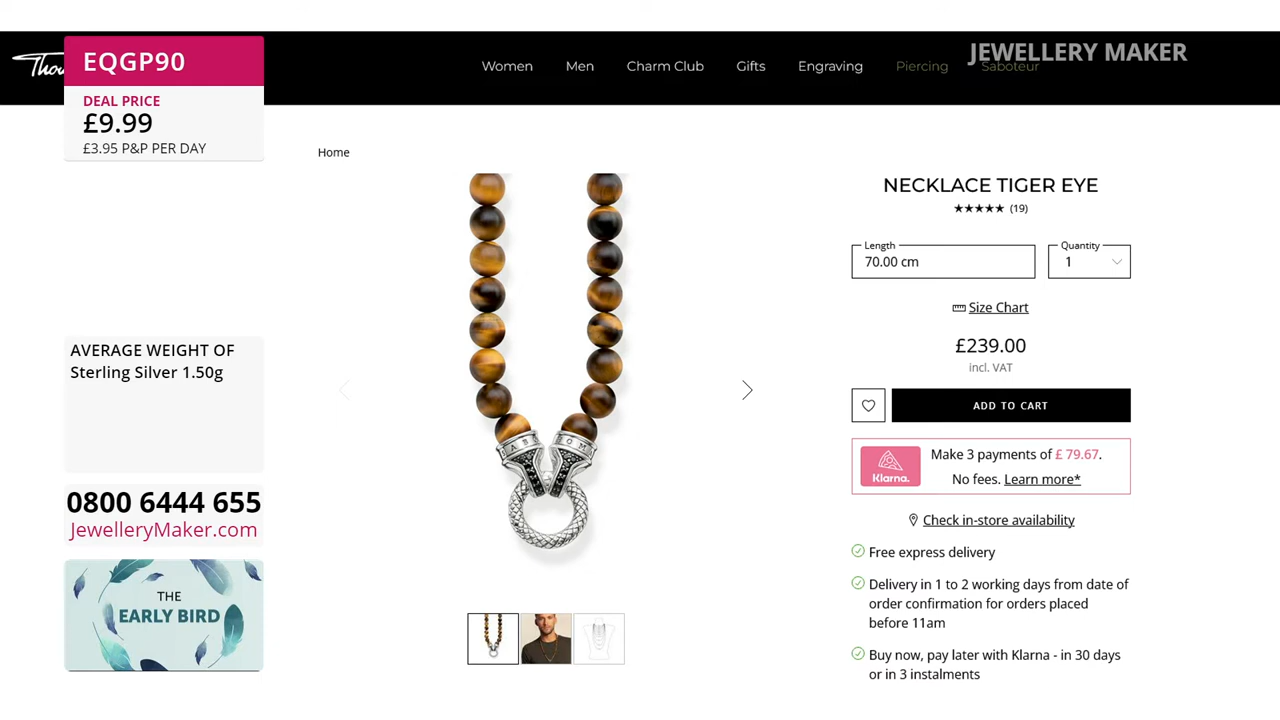 EQGP90
DEAL PRICE
£9.99
£3.95 P&P PER DAY
Thom
Women
Men
Charm Club
Gifts
Engraving
Piercing
Saboteur
JEWELLERY MAKER
Home
NECKLACE TIGER EYE
★★★★★ (19)
Length
70.00 cm
Quantity
1
Size Chart
£239.00
incl. VAT
ADD TO CART
Klarna.
Make 3 payments of £ 79.67.
No fees. Learn more*
Check in-store availability
Free express delivery
Delivery in 1 to 2 working days from date of
order confirmation for orders placed
before 11am
Buy now, pay later with Klarna - in 30 days
or in 3 instalments
AVERAGE WEIGHT OF
Sterling Silver 1.50g
0800 6444 655
JewelleryMaker.com
THE
EARLY BIRD